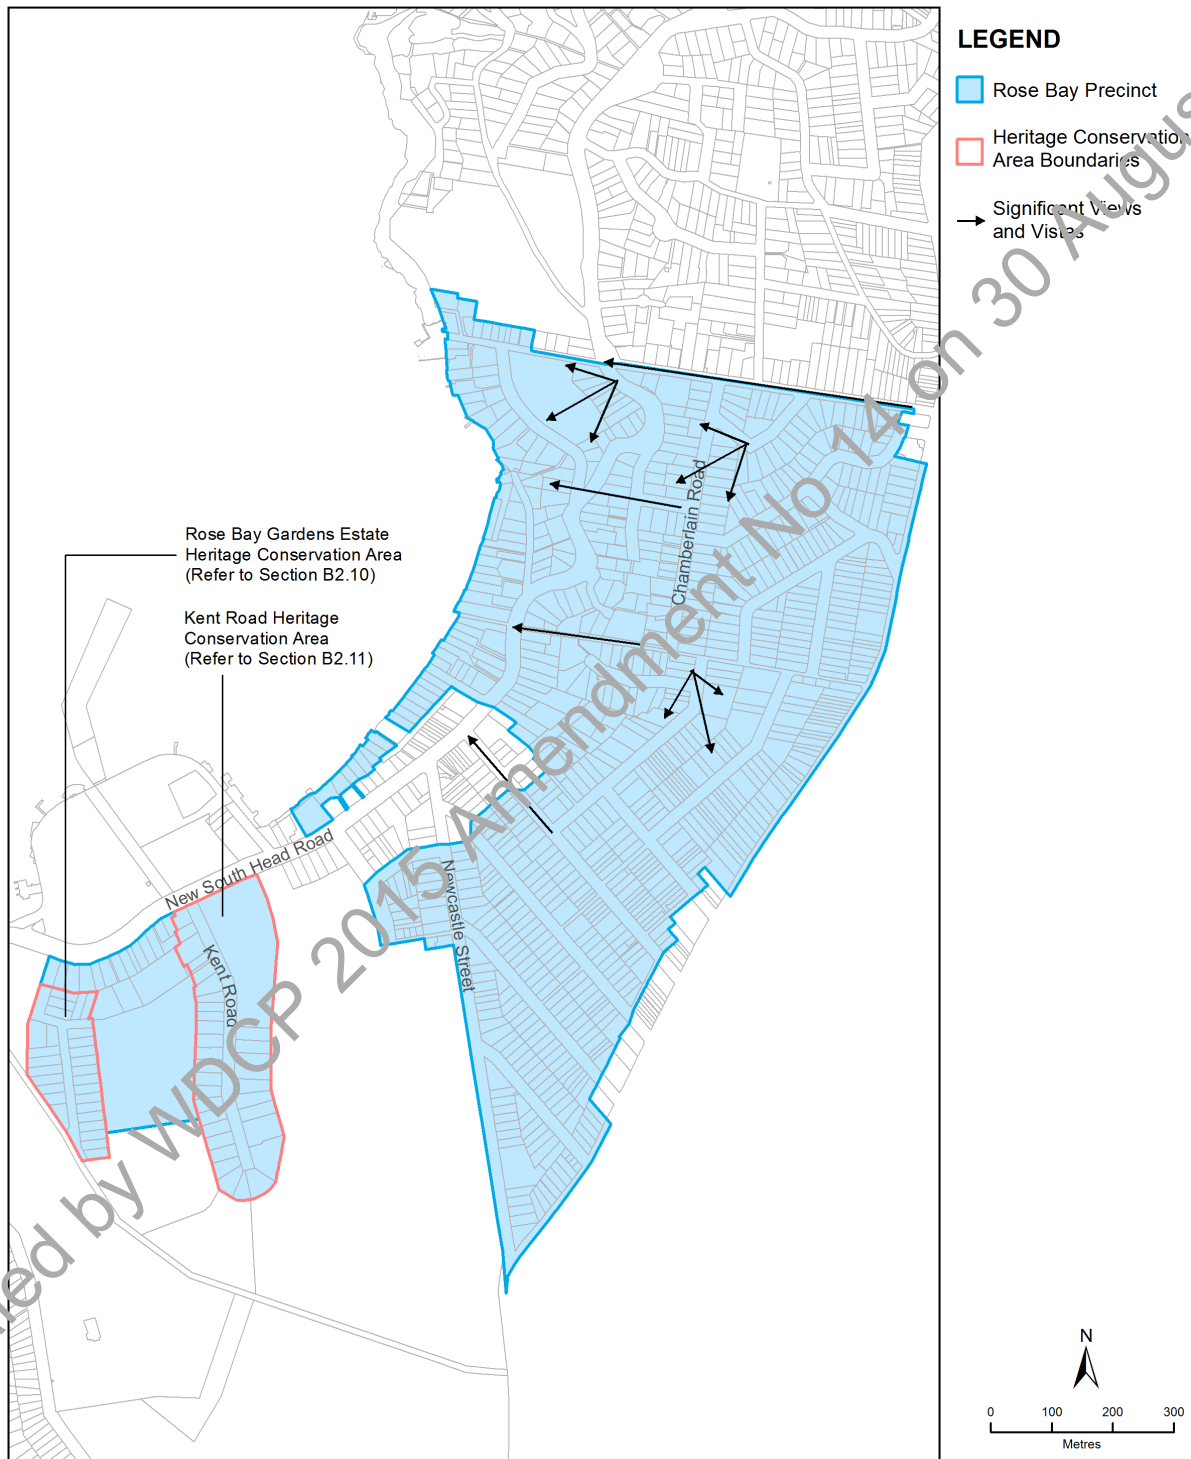 LEGEND
Rose Bay Precinct
Heritage Conservation
Area Boundaries
Significant Views
and Vistas
Rose Bay Gardens Estate
Heritage Conservation Area
(Refer to Section B2.10)
Kent Road Heritage
Conservation Area
(Refer to Section B2.11)
Chamberlain Road
New South Head Road
Newcastle Street
Kent Road
by WDCP 2015 Amendment No 14 on 30
N
0 100 200 300
Metres